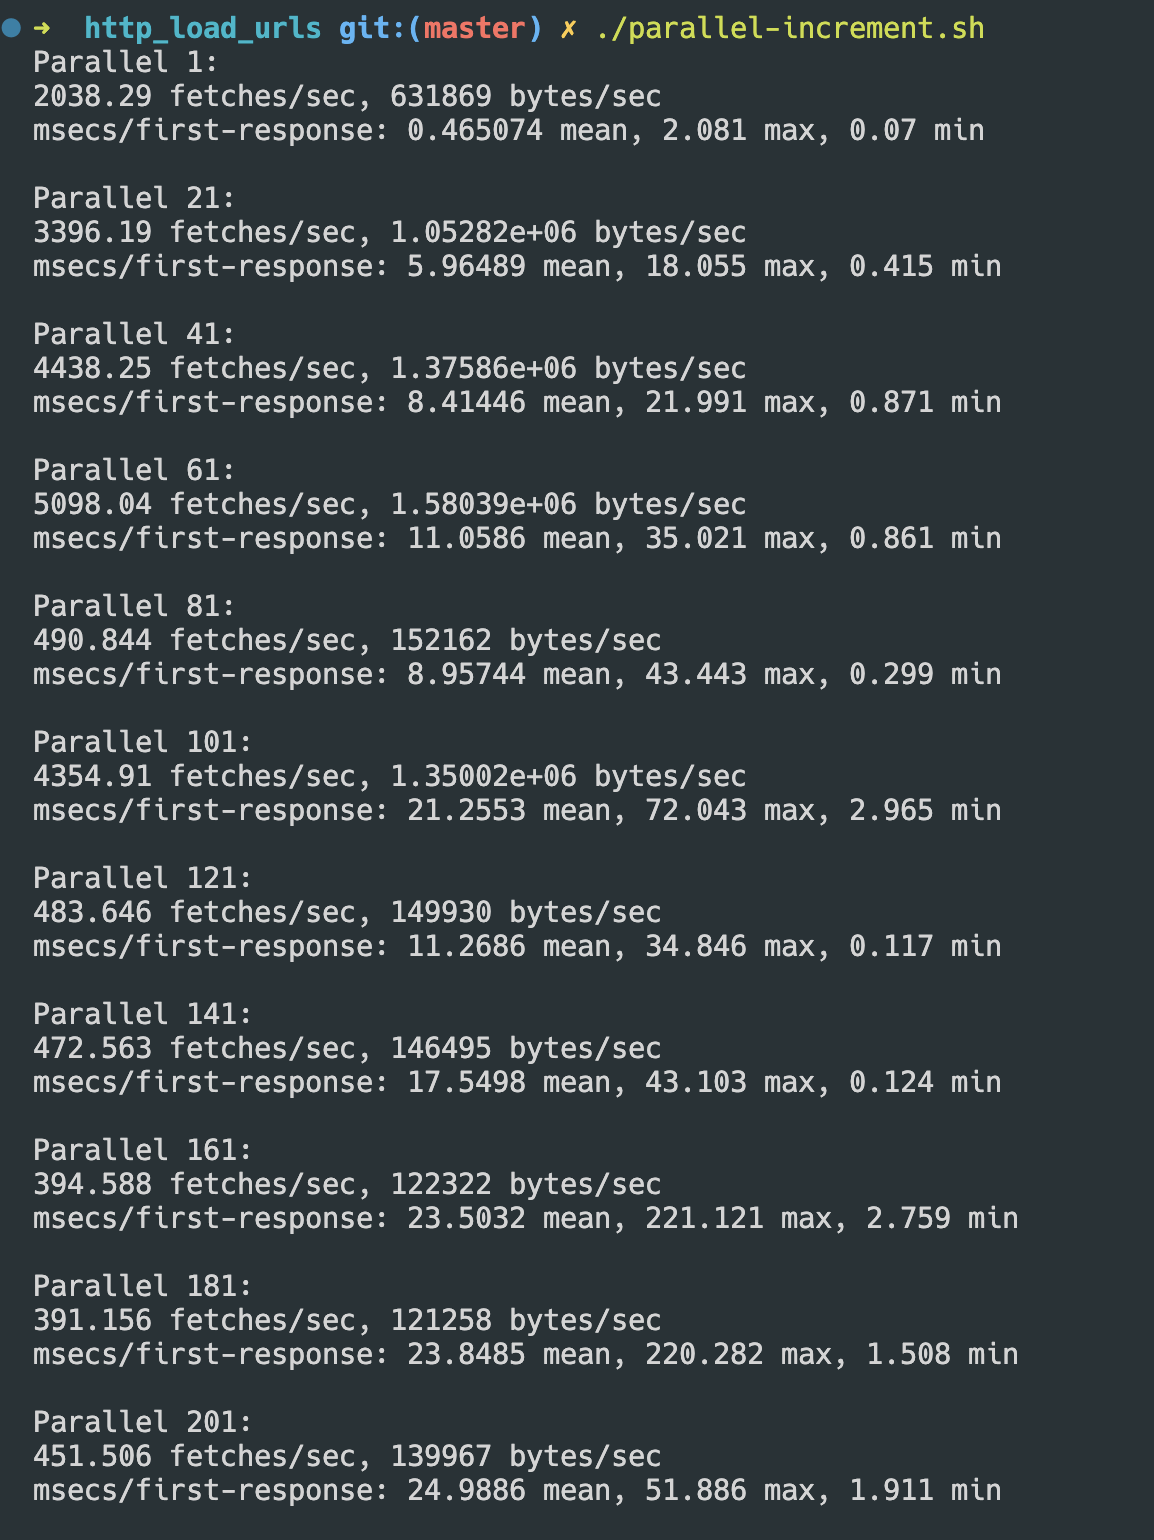 ➜  http_load_urls git:(master) ✗ ./parallel-increment.sh
Parallel 1:
2038.29 fetches/sec, 631869 bytes/sec
msecs/first-response: 0.465074 mean, 2.081 max, 0.07 min

Parallel 21:
3396.19 fetches/sec, 1.05282e+06 bytes/sec
msecs/first-response: 5.96489 mean, 18.055 max, 0.415 min

Parallel 41:
4438.25 fetches/sec, 1.37586e+06 bytes/sec
msecs/first-response: 8.41446 mean, 21.991 max, 0.871 min

Parallel 61:
5098.04 fetches/sec, 1.58039e+06 bytes/sec
msecs/first-response: 11.0586 mean, 35.021 max, 0.861 min

Parallel 81:
490.844 fetches/sec, 152162 bytes/sec
msecs/first-response: 8.95744 mean, 43.443 max, 0.299 min

Parallel 101:
4354.91 fetches/sec, 1.35002e+06 bytes/sec
msecs/first-response: 21.2553 mean, 72.043 max, 2.965 min

Parallel 121:
483.646 fetches/sec, 149930 bytes/sec
msecs/first-response: 11.2686 mean, 34.846 max, 0.117 min

Parallel 141:
472.563 fetches/sec, 146495 bytes/sec
msecs/first-response: 17.5498 mean, 43.103 max, 0.124 min

Parallel 161:
394.588 fetches/sec, 122322 bytes/sec
msecs/first-response: 23.5032 mean, 221.121 max, 2.759 min

Parallel 181:
391.156 fetches/sec, 121258 bytes/sec
msecs/first-response: 23.8485 mean, 220.282 max, 1.508 min

Parallel 201:
451.506 fetches/sec, 139967 bytes/sec
msecs/first-response: 24.9886 mean, 51.886 max, 1.911 min